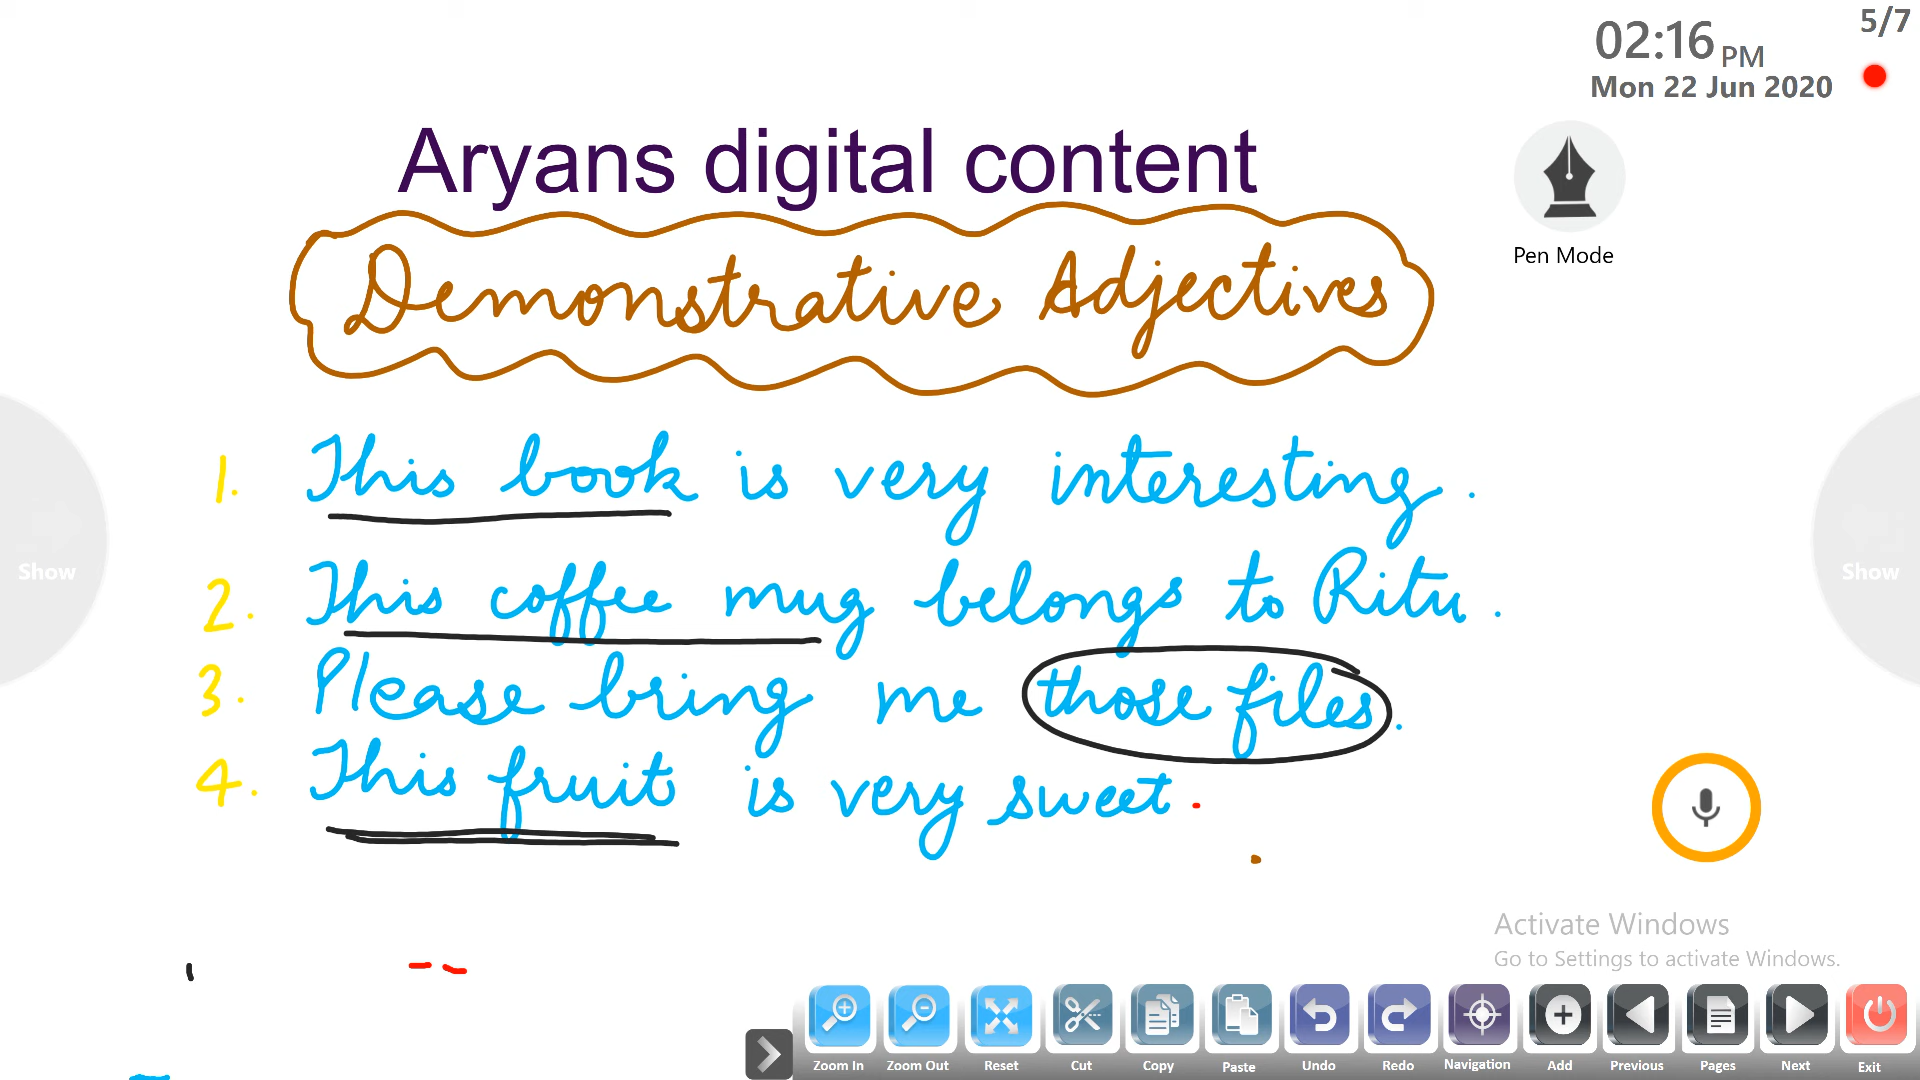 02:16 PM
5/7
Mon 22 Jun 2020
Aryans digital content
Pen Mode
Demonstrative Adjectives
1. This book is very interesting.
2. This coffee mug belongs to Ritu.
3. Please bring me those files.
4. This fruit is very sweet.
Show
Show
Activate Windows
Go to Settings to activate Windows.
Zoom In Zoom Out Reset Cut Copy Paste Undo Redo Navigation Add Previous Pages Next Exit